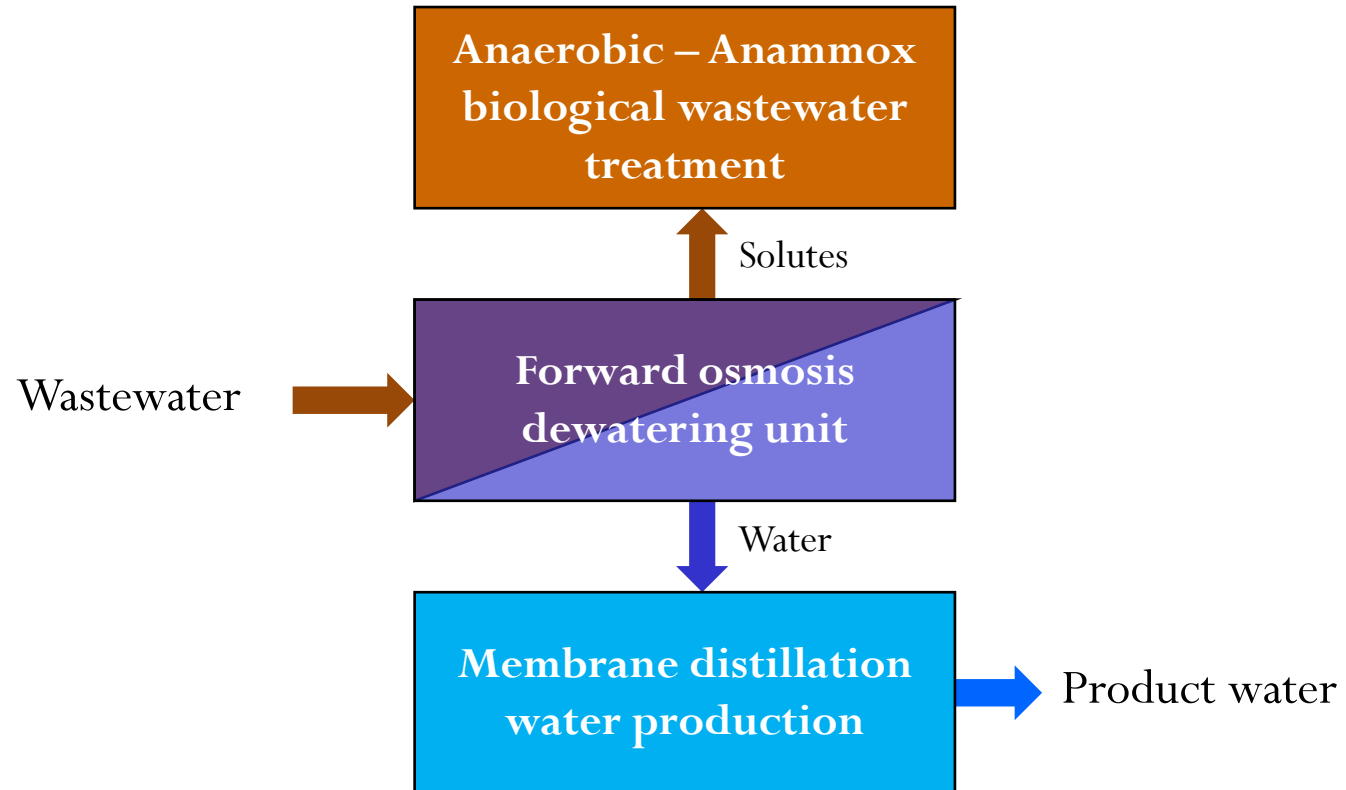 Anaerobic – Anammox
biological wastewater
treatment
Solutes
Wastewater
Forward osmosis
dewatering unit
Water
Membrane distillation
water production
Product water